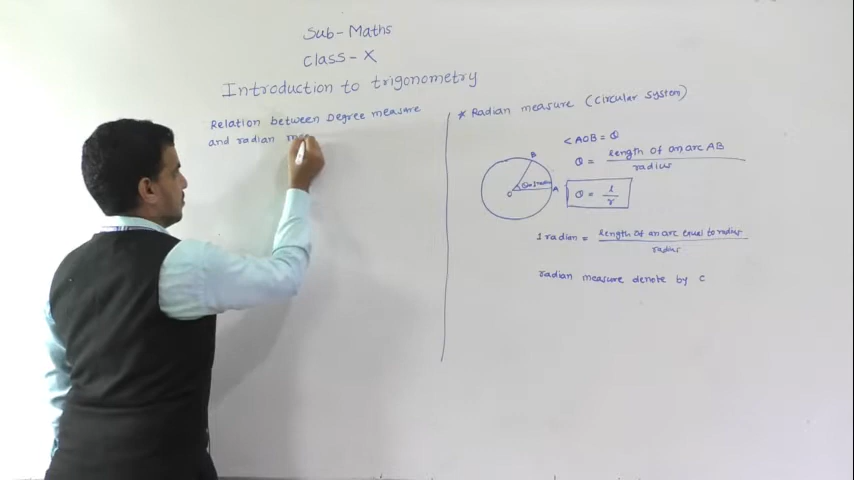 Sub-Maths
Class-X
Introduction to trigonometry
Relation between Degree measure
and radian
* Radian measure (Circular System)
< AOB = θ
θ = length of an arc AB
radius
B
O
A
θ = l
r
1 radian = length of an arc equal to radius
radius
radian measure denote by c